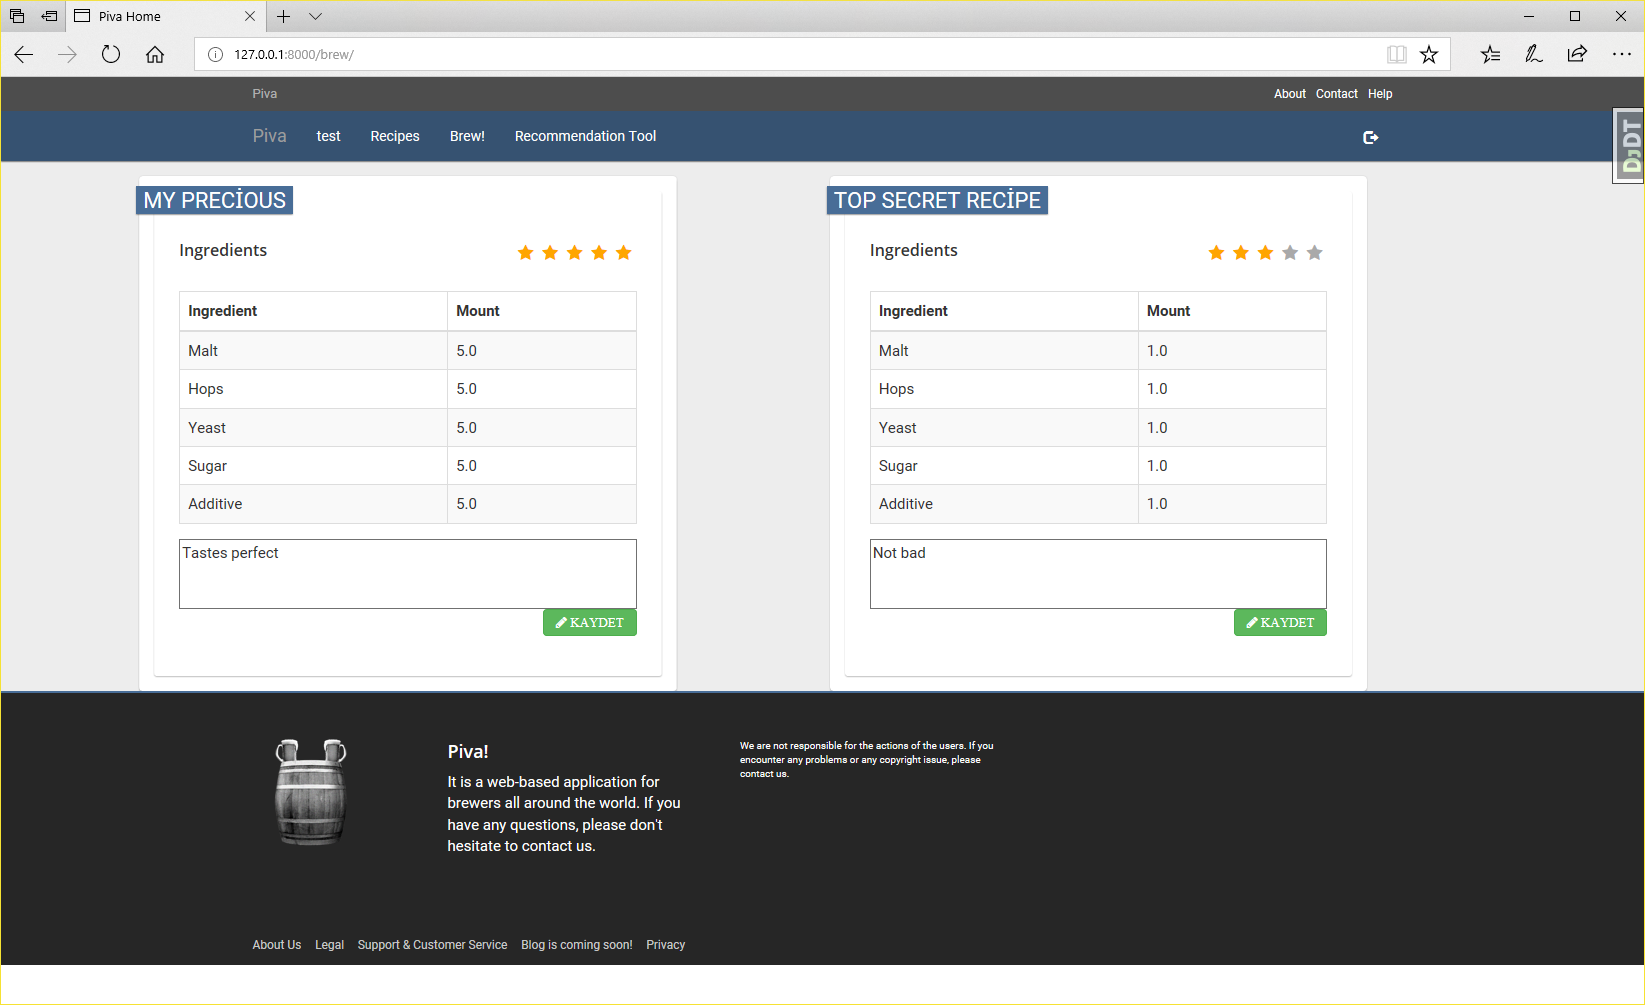 Piva Home
127.0.0.1:8000/brew/
Piva
About Contact Help
Piva test Recipes Brew! Recommendation Tool
DjDT
MY PRECİOUS
Ingredients
Ingredient Mount
Malt 5.0
Hops 5.0
Yeast 5.0
Sugar 5.0
Additive 5.0
Tastes perfect
KAYDET
TOP SECRET RECİPE
Ingredients
Ingredient Mount
Malt 1.0
Hops 1.0
Yeast 1.0
Sugar 1.0
Additive 1.0
Not bad
KAYDET
Piva!
It is a web-based application for
brewers all around the world. If you
have any questions, please don't
hesitate to contact us.
We are not responsible for the actions of the users. If you
encounter any problems or any copyright issue, please
contact us.
About Us Legal Support & Customer Service Blog is coming soon! Privacy